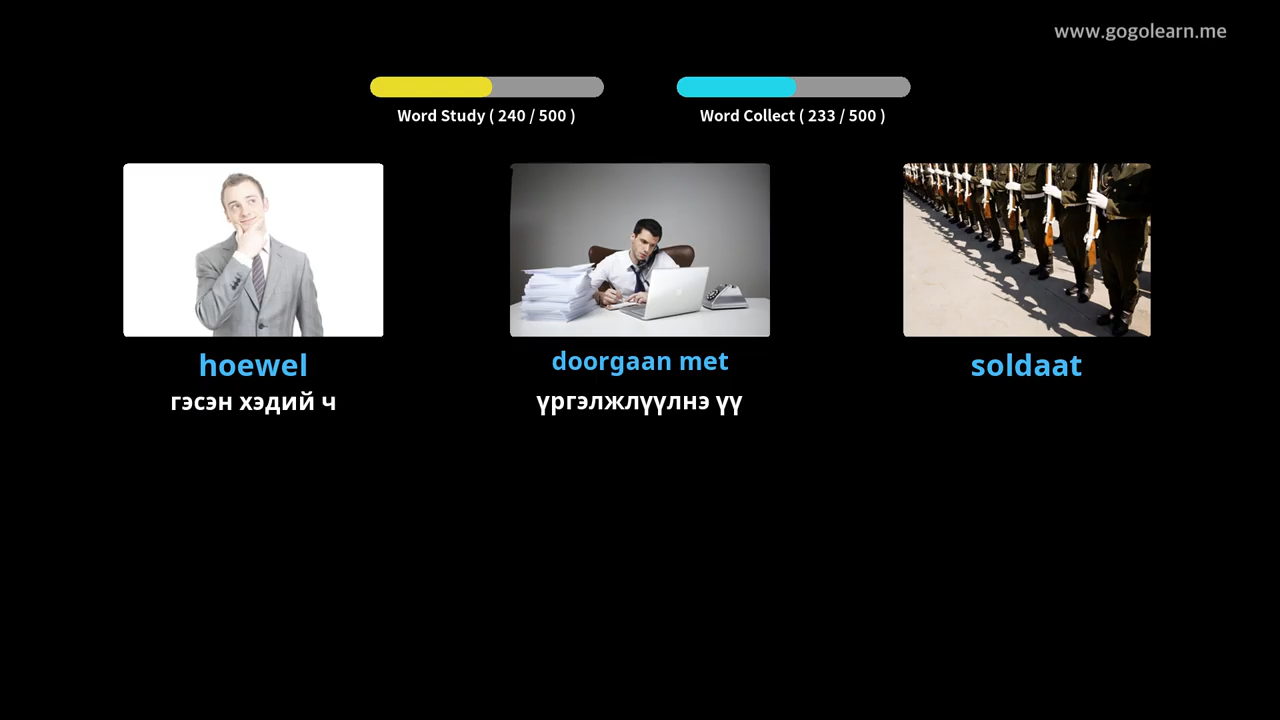 www.gogolearn.me
Word Study ( 240 / 500 )
Word Collect ( 233 / 500 )
hoewel
гэсэн хэдий ч
doorgaan met
үргэлжлүүлнэ үү
soldaat